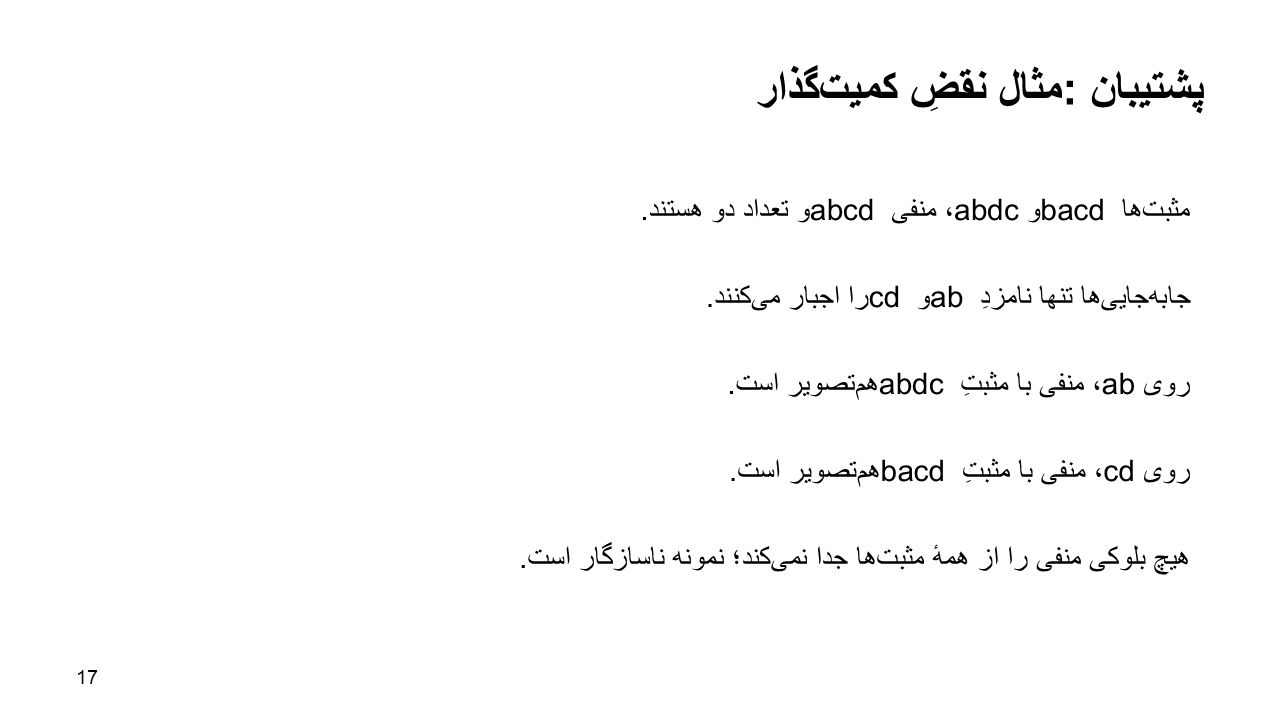 پشتیبان: مثال نقضِ کمیت‌گذار
مثبت‌ها bacd و abdc، منفی abcd و تعداد دو هستند.
جابه‌جایی‌ها تنها نامزدِ ab و cd را اجبار می‌کنند.
روی ab، منفی با مثبتِ abdc هم‌تصویر است.
روی cd، منفی با مثبتِ bacd هم‌تصویر است.
هیچ بلوکی منفی را از همهٔ مثبت‌ها جدا نمی‌کند؛ نمونه ناسازگار است.
17